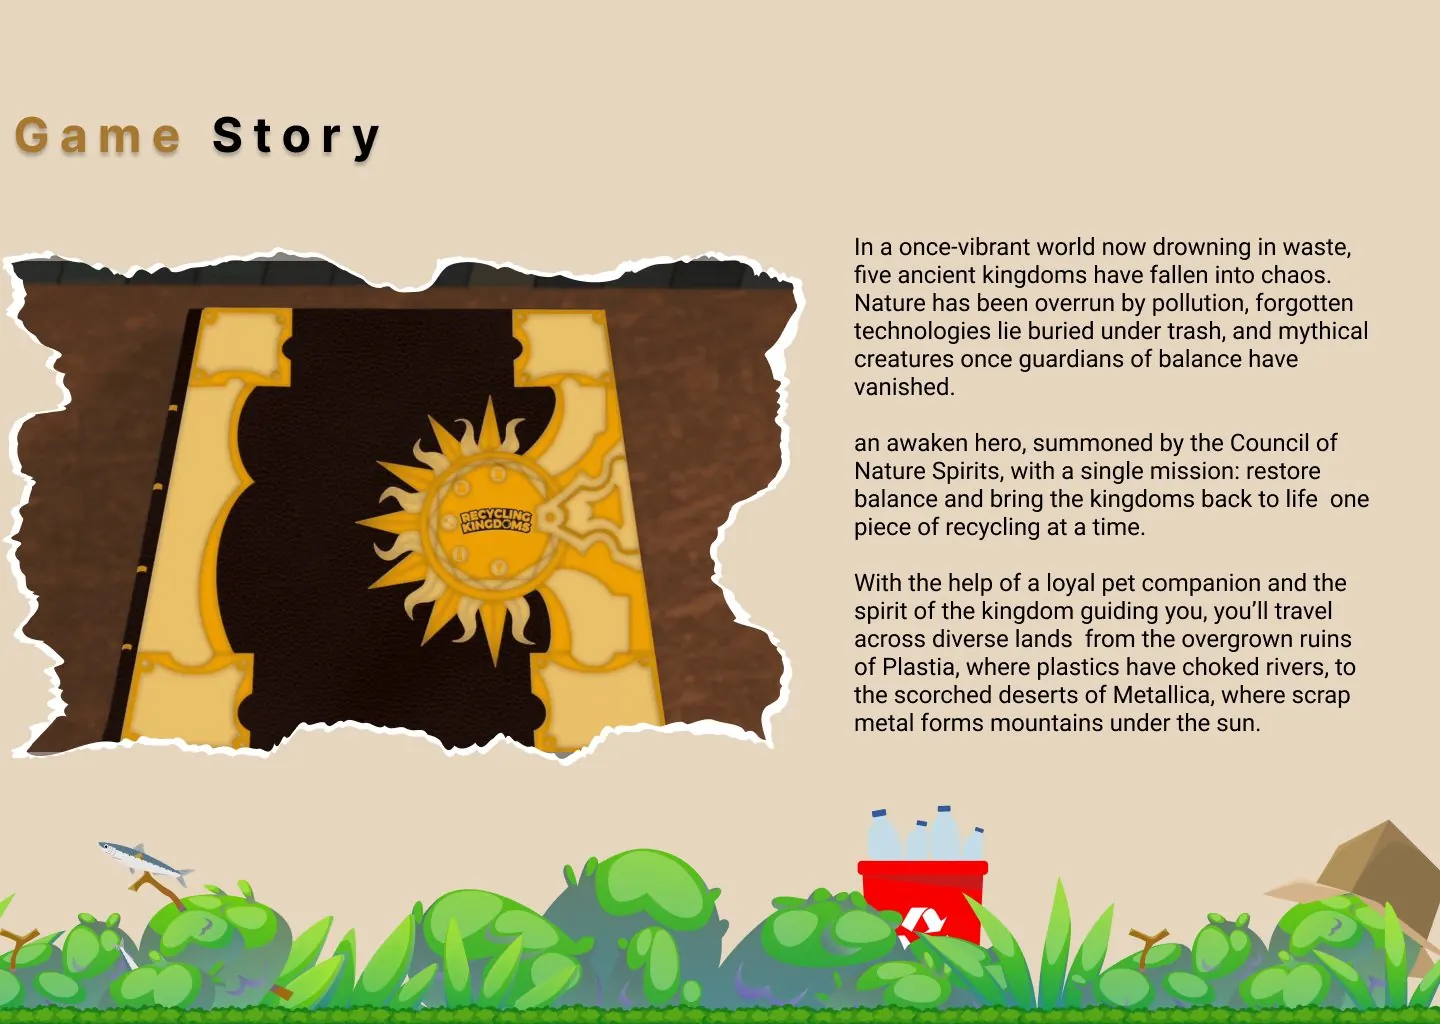 Game Story
RECYCLING
KINGDOMS
In a once-vibrant world now drowning in waste,
five ancient kingdoms have fallen into chaos.
Nature has been overrun by pollution, forgotten
technologies lie buried under trash, and mythical
creatures once guardians of balance have
vanished.
an awaken hero, summoned by the Council of
Nature Spirits, with a single mission: restore
balance and bring the kingdoms back to life  one
piece of recycling at a time.
With the help of a loyal pet companion and the
spirit of the kingdom guiding you, you’ll travel
across diverse lands  from the overgrown ruins
of Plastia, where plastics have choked rivers, to
the scorched deserts of Metallica, where scrap
metal forms mountains under the sun.